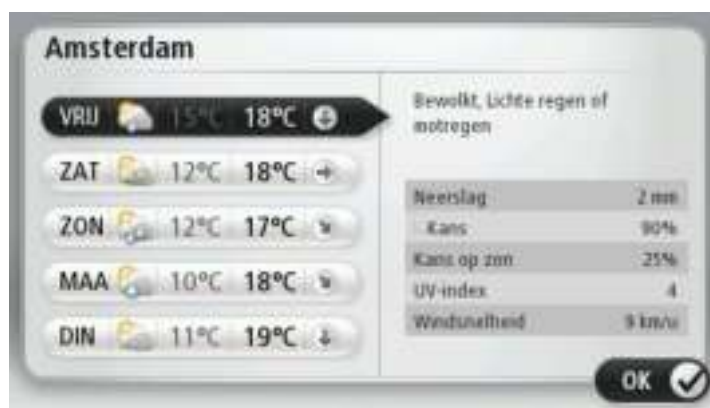 Amsterdam
VRIJ 15°C 18°C
ZAT 12°C 18°C
ZON 12°C 17°C
MAA 10°C 18°C
DIN 11°C 19°C
Bewolkt, Lichte regen of
motregen
Neerslag 2 mm
Kans 90%
Kans op zon 25%
UV-index 4
Windsnelheid 9 km/u
OK